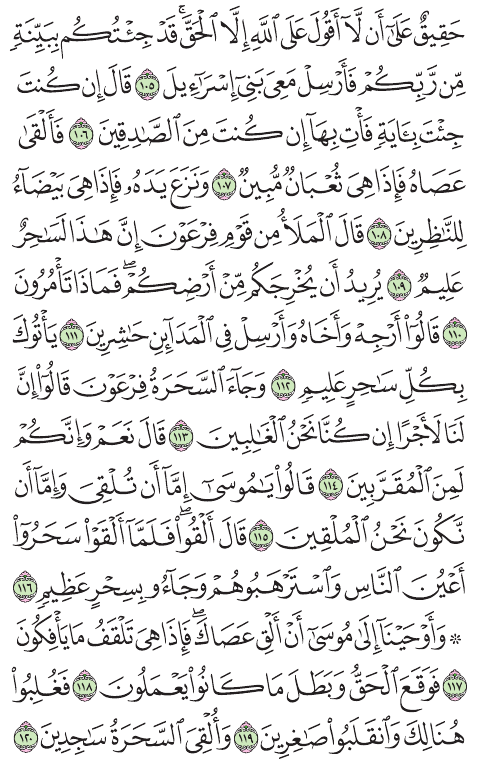 حَقِيقٌ عَلَىٰٓ أَن لَّآ أَقُولَ عَلَى ٱللَّهِ إِلَّا ٱلْحَقَّۚ قَدْ جِئْتُكُم بِبَيِّنَةٍ
مِّن رَّبِّكُمْ فَأَرْسِلْ مَعِىَ بَنِىٓ إِسْرَٰٓءِيلَ ١٠٥ قَالَ إِن كُنتَ
جِئْتَ بِـَٔايَةٍ فَأْتِ بِهَآ إِن كُنتَ مِنَ ٱلصَّٰدِقِينَ ١٠٦ فَأَلْقَىٰ
عَصَاهُ فَإِذَا هِىَ ثُعْبَانٌ مُّبِينٌ ١٠٧ وَنَزَعَ يَدَهُۥ فَإِذَا هِىَ بَيْضَآءُ
لِلنَّٰظِرِينَ ١٠٨ قَالَ ٱلْمَلَأُ مِن قَوْمِ فِرْعَوْنَ إِنَّ هَٰذَا لَسَٰحِرٌ
عَلِيمٌ ١٠٩ يُرِيدُ أَن يُخْرِجَكُم مِّنْ أَرْضِكُمْۖ فَمَاذَا تَأْمُرُونَ
١١٠ قَالُوٓا۟ أَرْجِهْ وَأَخَاهُ وَأَرْسِلْ فِى ٱلْمَدَآئِنِ حَٰشِرِينَ ١١١ يَأْتُوكَ
بِكُلِّ سَٰحِرٍ عَلِيمٍ ١١٢ وَجَآءَ ٱلسَّحَرَةُ فِرْعَوْنَ قَالُوٓا۟ إِنَّ
لَنَا لَأَجْرًا إِن كُنَّا نَحْنُ ٱلْغَٰلِبِينَ ١١٣ قَالَ نَعَمْ وَإِنَّكُمْ
لَمِنَ ٱلْمُقَرَّبِينَ ١١٤ قَالُوا۟ يَٰمُوسَىٰٓ إِمَّآ أَن تُلْقِىَ وَإِمَّآ أَن
نَّكُونَ نَحْنُ ٱلْمُلْقِينَ ١١٥ قَالَ أَلْقُوا۟ۖ فَلَمَّآ أَلْقَوْا۟ سَحَرُوٓا۟
أَعْيُنَ ٱلنَّاسِ وَٱسْتَرْهَبُوهُمْ وَجَآءُو بِسِحْرٍ عَظِيمٍ ١١٦
۞ وَأَوْحَيْنَآ إِلَىٰ مُوسَىٰٓ أَنْ أَلْقِ عَصَاكَۖ فَإِذَا هِىَ تَلْقَفُ مَا يَأْفِكُونَ
١١٧ فَوَقَعَ ٱلْحَقُّ وَبَطَلَ مَا كَانُوا۟ يَعْمَلُونَ ١١٨ فَغُلِبُوا۟
هُنَالِكَ وَٱنقَلَبُوا۟ صَٰغِرِينَ ١١٩ وَأُلْقِىَ ٱلسَّحَرَةُ سَٰجِدِينَ ١٢٠